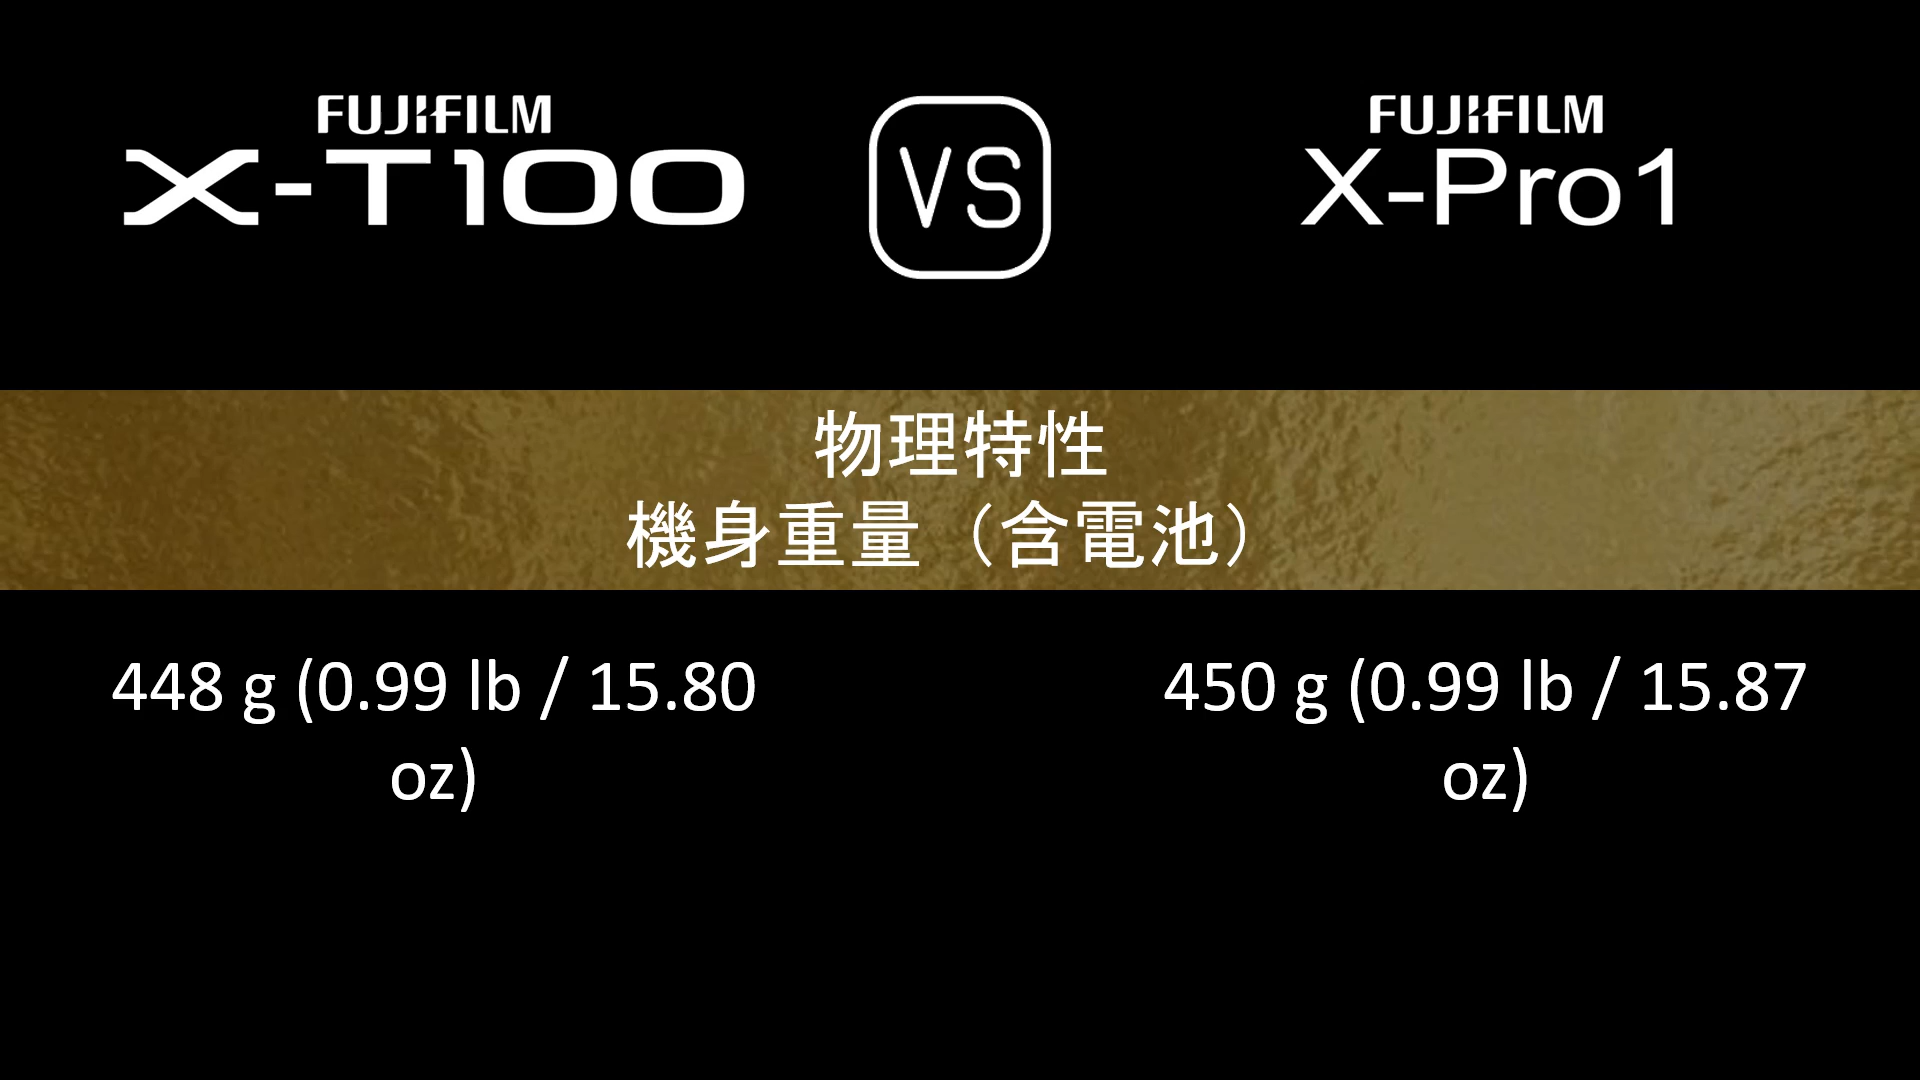 FUJIFILM
X-T100
VS
FUJIFILM
X-Pro1
物理特性
機身重量（含電池）
448 g (0.99 lb / 15.80
oz)
450 g (0.99 lb / 15.87
oz)